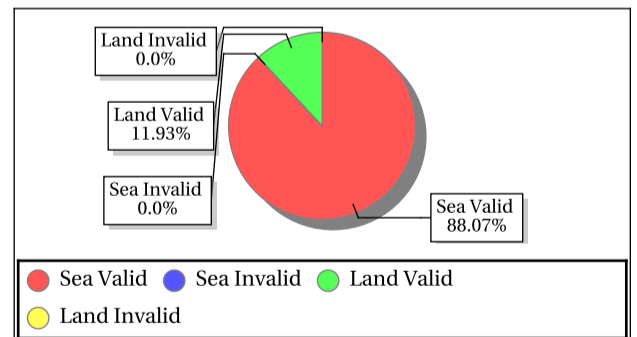 Land Invalid
0.0%
Land Valid
11.93%
Sea Invalid
0.0%
Sea Valid
88.07%
Sea Valid Sea Invalid Land Valid
Land Invalid